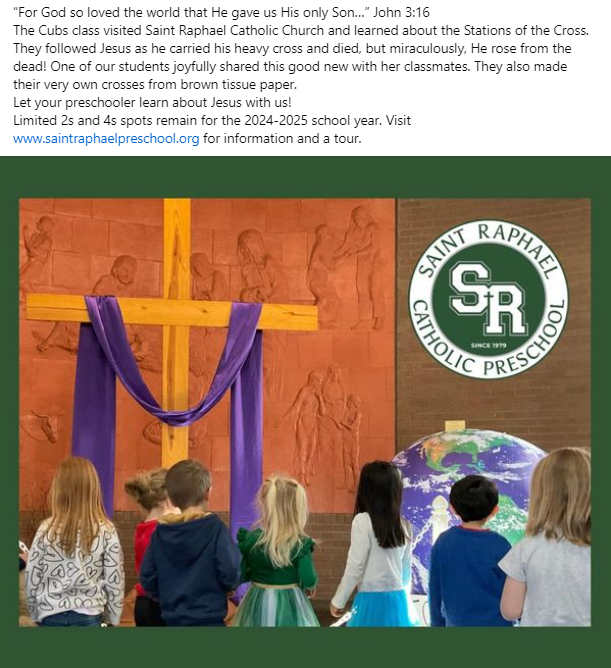 “For God so loved the world that He gave us His only Son...” John 3:16
The Cubs class visited Saint Raphael Catholic Church and learned about the Stations of the Cross.
They followed Jesus as he carried his heavy cross and died, but miraculously, He rose from the
dead! One of our students joyfully shared this good new with her classmates. They also made
their very own crosses from brown tissue paper.
Let your preschooler learn about Jesus with us!
Limited 2s and 4s spots remain for the 2024-2025 school year. Visit
www.saintraphaelpreschool.org for information and a tour.
SAINT RAPHAEL
SR
SINCE 1979
CATHOLIC PRESCHOOL